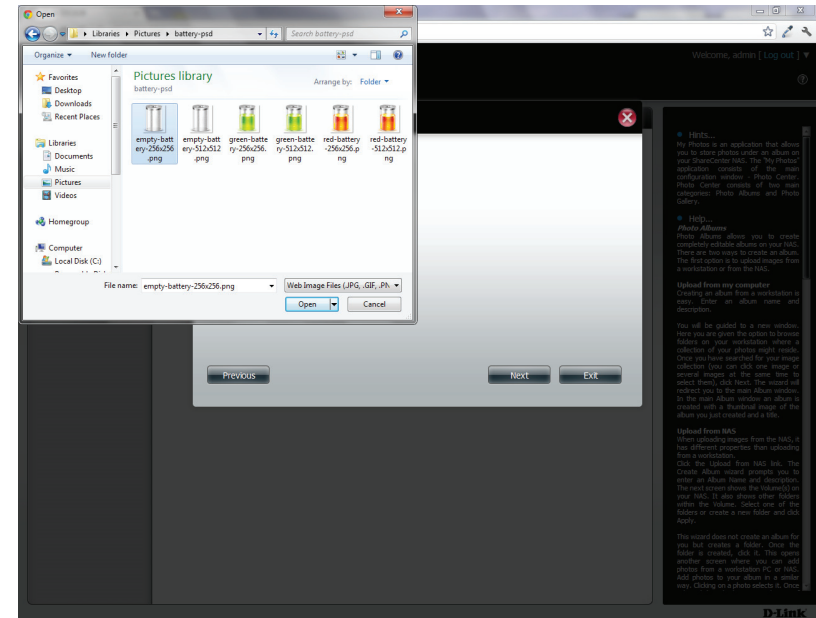 Open
Libraries ▸ Pictures ▸ battery-psd
Search battery-psd
Organize
New folder
Favorites
Desktop
Downloads
Recent Places
Libraries
Documents
Music
Pictures
Videos
Homegroup
Computer
Local Disk (C:)
Pictures library
battery-psd
Arrange by: Folder
empty-batt
ery-256x256
.png
empty-batt
ery-512x512
.png
green-batte
ry-256x256.
png
green-batte
ry-512x512.
png
red-battery
-256x256.p
ng
red-battery
-512x512.p
ng
File name: empty-battery-256x256.png
Web Image Files (.JPG, .GIF, .PN
Open
Cancel
Previous
Next
Exit
Welcome, admin [ Log out ]
Hints...
My Photos is an application that allows
you to store photos under an album on
your ShareCenter NAS. The "My Photos"
application consists of the main
configuration window - Photo Center.
Photo Center consists of two main
categories: Photo Albums and Photo
Gallery.
Help...
Photo Albums
Photo Albums allows you to create
completely editable albums on your NAS.
There are two ways to create an album.
The first option is to upload images from
a workstation or from the NAS.
Upload from my computer
Creating an album from a workstation is
easy. Enter an album name and
description.
You will be guided to a new window.
Here you are given the option to browse
folders on your workstation where a
collection of your photos might reside.
Once you have searched for your image
collection (you can click one image or
several images at the same time to
select them), click Next. The wizard will
redirect you to the main Album window.
In the main Album window an album is
created with a thumbnail image of the
album you just created and a title.
Upload from NAS
When uploading images from the NAS, it
has different properties than uploading
from a workstation.
Click the Upload from NAS link. The
Create Album wizard prompts you to
enter an Album Name and description.
The next screen shows the Volume(s) on
your NAS. It also shows other folders
within the Volume. Select one of the
folders or create a new folder and click
Apply.
This wizard does not create an album for
you but creates a folder. Once the
folder is created, click it. This opens
another screen where you can add
photos from a workstation PC or NAS.
Add photos to your album in a similar
way. Clicking on a photo selects it. Once
D-Link